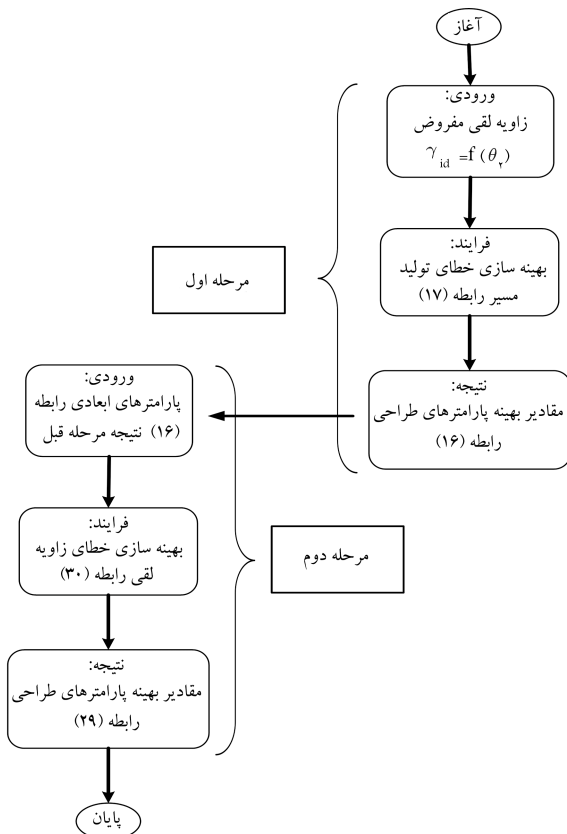 آغاز
ورودی:
زاویه لقی مفروض
γ id =f (θ۲)
فرایند:
بهینه سازی خطای تولید
مسیر رابطه (۱۷)
مرحله اول
نتیجه:
مقادیر بهینه پارامترهای طراحی
رابطه (۱۶)
ورودی:
پارامترهای ابعادی رابطه
(۱۶) نتیجه مرحله قبل
فرایند:
بهینه سازی خطای زاویه
لقی رابطه (۳۰)
مرحله دوم
نتیجه:
مقادیر بهینه پارامترهای طراحی
رابطه (۲۹)
پایان